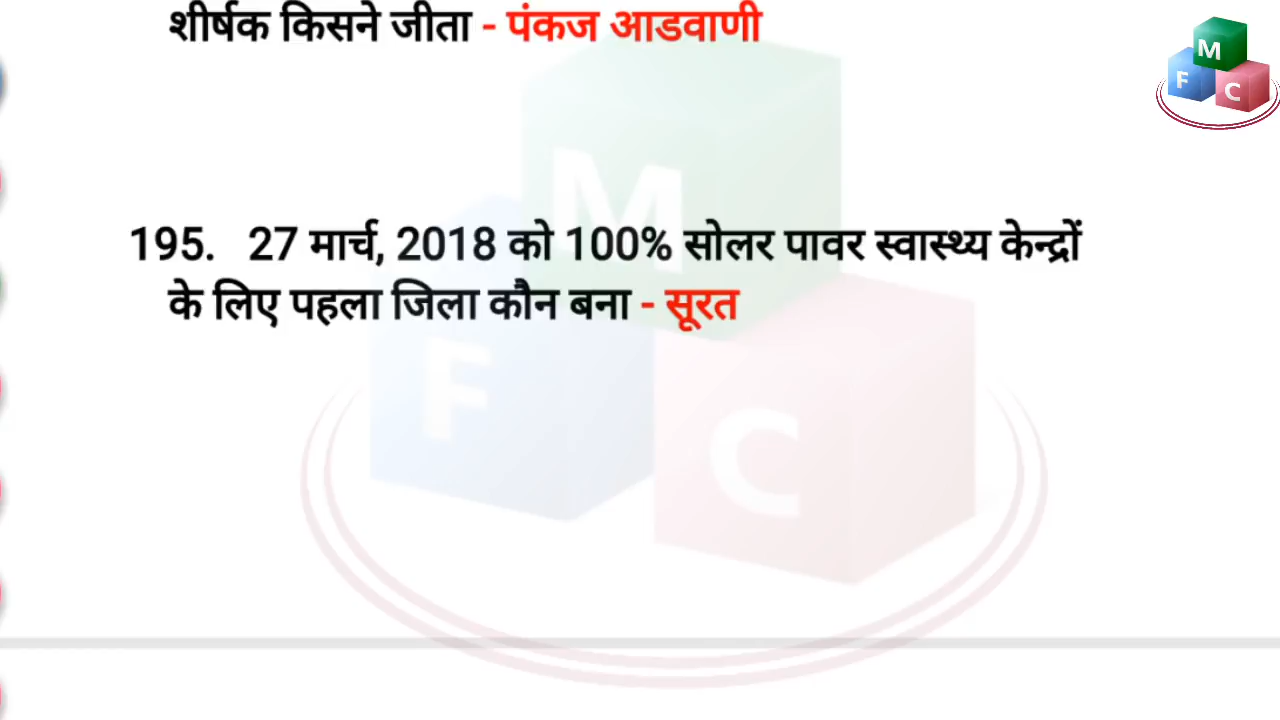 शीर्षक किसने जीता - पंकज आडवाणी
M
F C
195. 27 मार्च, 2018 को 100% सोलर पावर स्वास्थ्य केन्द्रों
के लिए पहला जिला कौन बना - सूरत
M
F
C